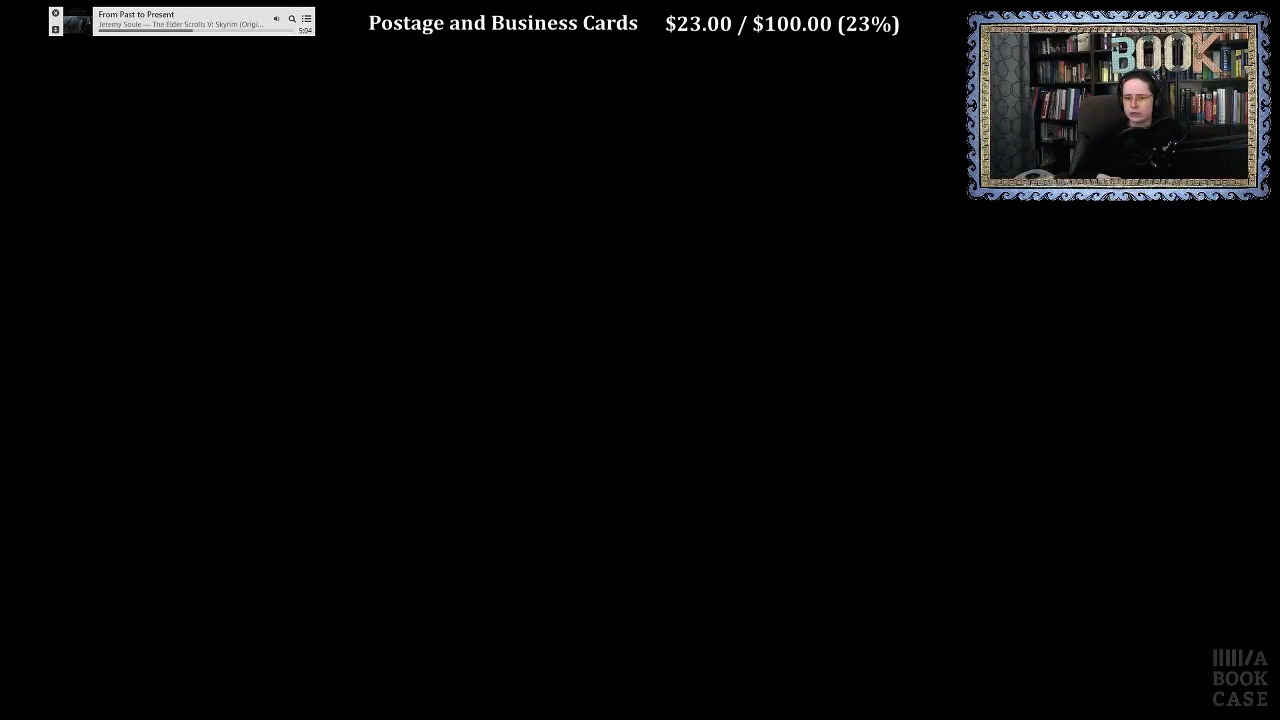 From Past to Present
Jeremy Soule — The Elder Scrolls V: Skyrim (Origi...
5:04
Postage and Business Cards $23.00 / $100.00 (23%)
BOOK
/A
BOOK
CASE